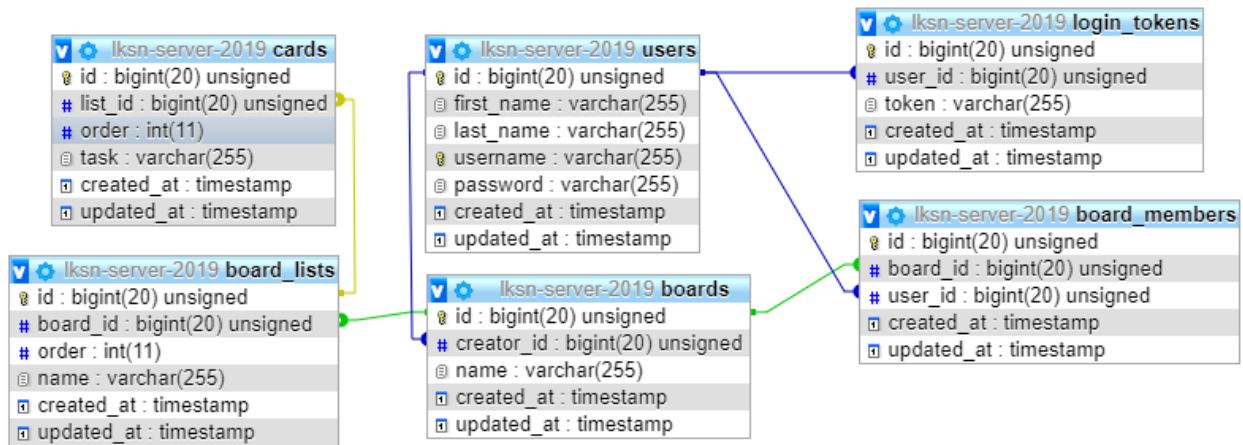 lksn-server-2019 cards
id : bigint(20) unsigned
list_id : bigint(20) unsigned
order : int(11)
task : varchar(255)
created_at : timestamp
updated_at : timestamp
lksn-server-2019 board_lists
id : bigint(20) unsigned
board_id : bigint(20) unsigned
order : int(11)
name : varchar(255)
created_at : timestamp
updated_at : timestamp
lksn-server-2019 users
id : bigint(20) unsigned
first_name : varchar(255)
last_name : varchar(255)
username : varchar(255)
password : varchar(255)
created_at : timestamp
updated_at : timestamp
lksn-server-2019 boards
id : bigint(20) unsigned
creator_id : bigint(20) unsigned
name : varchar(255)
created_at : timestamp
updated_at : timestamp
lksn-server-2019 login_tokens
id : bigint(20) unsigned
user_id : bigint(20) unsigned
token : varchar(255)
created_at : timestamp
updated_at : timestamp
lksn-server-2019 board_members
id : bigint(20) unsigned
board_id : bigint(20) unsigned
user_id : bigint(20) unsigned
created_at : timestamp
updated_at : timestamp